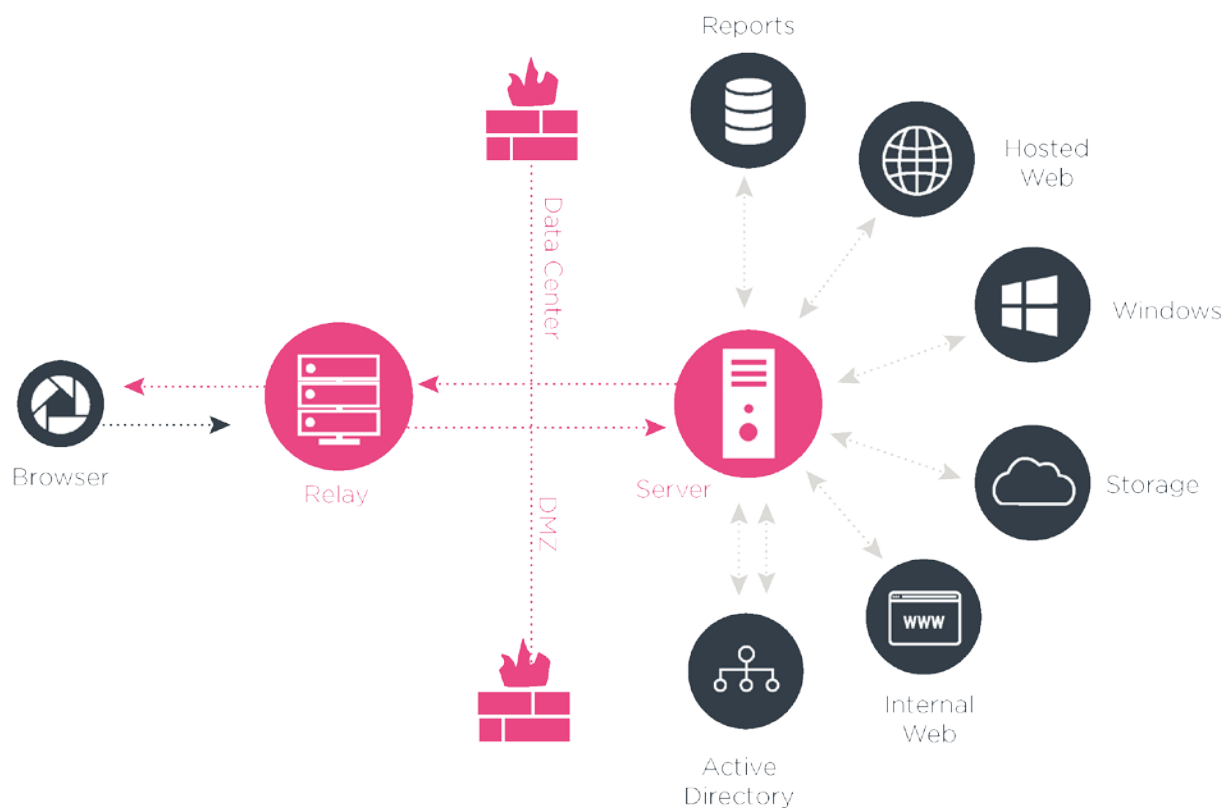 Reports
Hosted
Web
Data Center
Windows
Browser
Relay
Server
Storage
DMZ
WWW
Internal
Web
Active
Directory